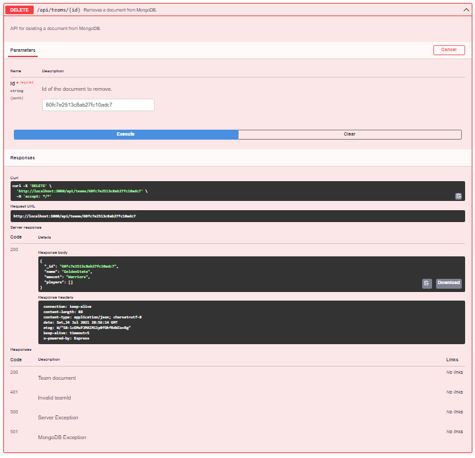 DELETE /api/teams/{id} Removes a document from MongoDB.
API for deleting a document from MongoDB.
Parameters
Cancel
Name Description
id * required
string
(path)
Id of the document to remove.
60fc7e2513c8ab27fc10adc7
Execute Clear
Responses
Curl
curl -X 'DELETE' \
'http://localhost:3000/api/teams/60fc7e2513c8ab27fc10adc7' \
-H 'accept: */*'
Request URL
http://localhost:3000/api/teams/60fc7e2513c8ab27fc10adc7
Server response
Code Details
200
Response body
{
"_id": "60fc7e2513c8ab27fc10adc7",
"name": "GoldenState",
"mascot": "Warriors",
"players": []
}
Download
Response headers
connection: keep-alive
content-length: 88
content-type: application/json; charset=utf-8
date: Sat,24 Jul 2021
keep-alive: timeout=5
x-powered-by: Express
Responses
Code Description Links
200 Team document No links
401 Invalid teamId No links
500 Server Exception No links
501 MongoDB Exception No links